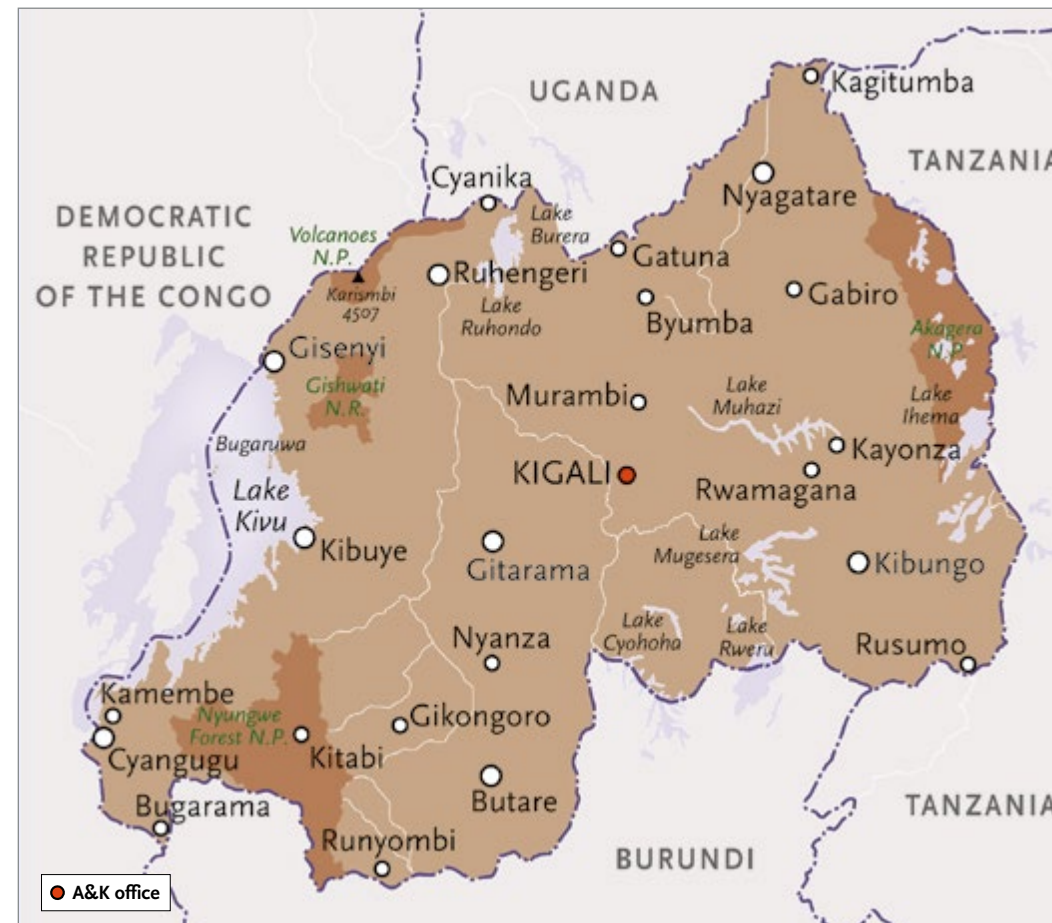 UGANDA
Kagitumba
TANZANIA
Cyanika
Nyagatare
DEMOCRATIC
REPUBLIC
OF THE CONGO
Volcanoes
N.P.
Lake
Burera
Gatuna
Ruhengeri
Karismbi
4507
Lake
Ruhondo
Byumba
Gabiro
Akagera
N.P.
Gisenyi
Gishwati
N.R.
Murambi
Lake
Muhazi
Lake
Ihema
Bugaruwa
Kayonza
KIGALI
Rwamagana
Lake
Kivu
Kibuye
Gitarama
Lake
Mugesera
Kibungo
Nyanza
Lake
Cyohoha
Lake
Rweru
Rusumo
Kamembe
Nyungwe
Forest N.P.
Gikongoro
Cyangugu
Kitabi
Bugarama
Butare
Runyombi
TANZANIA
BURUNDI
A&K office